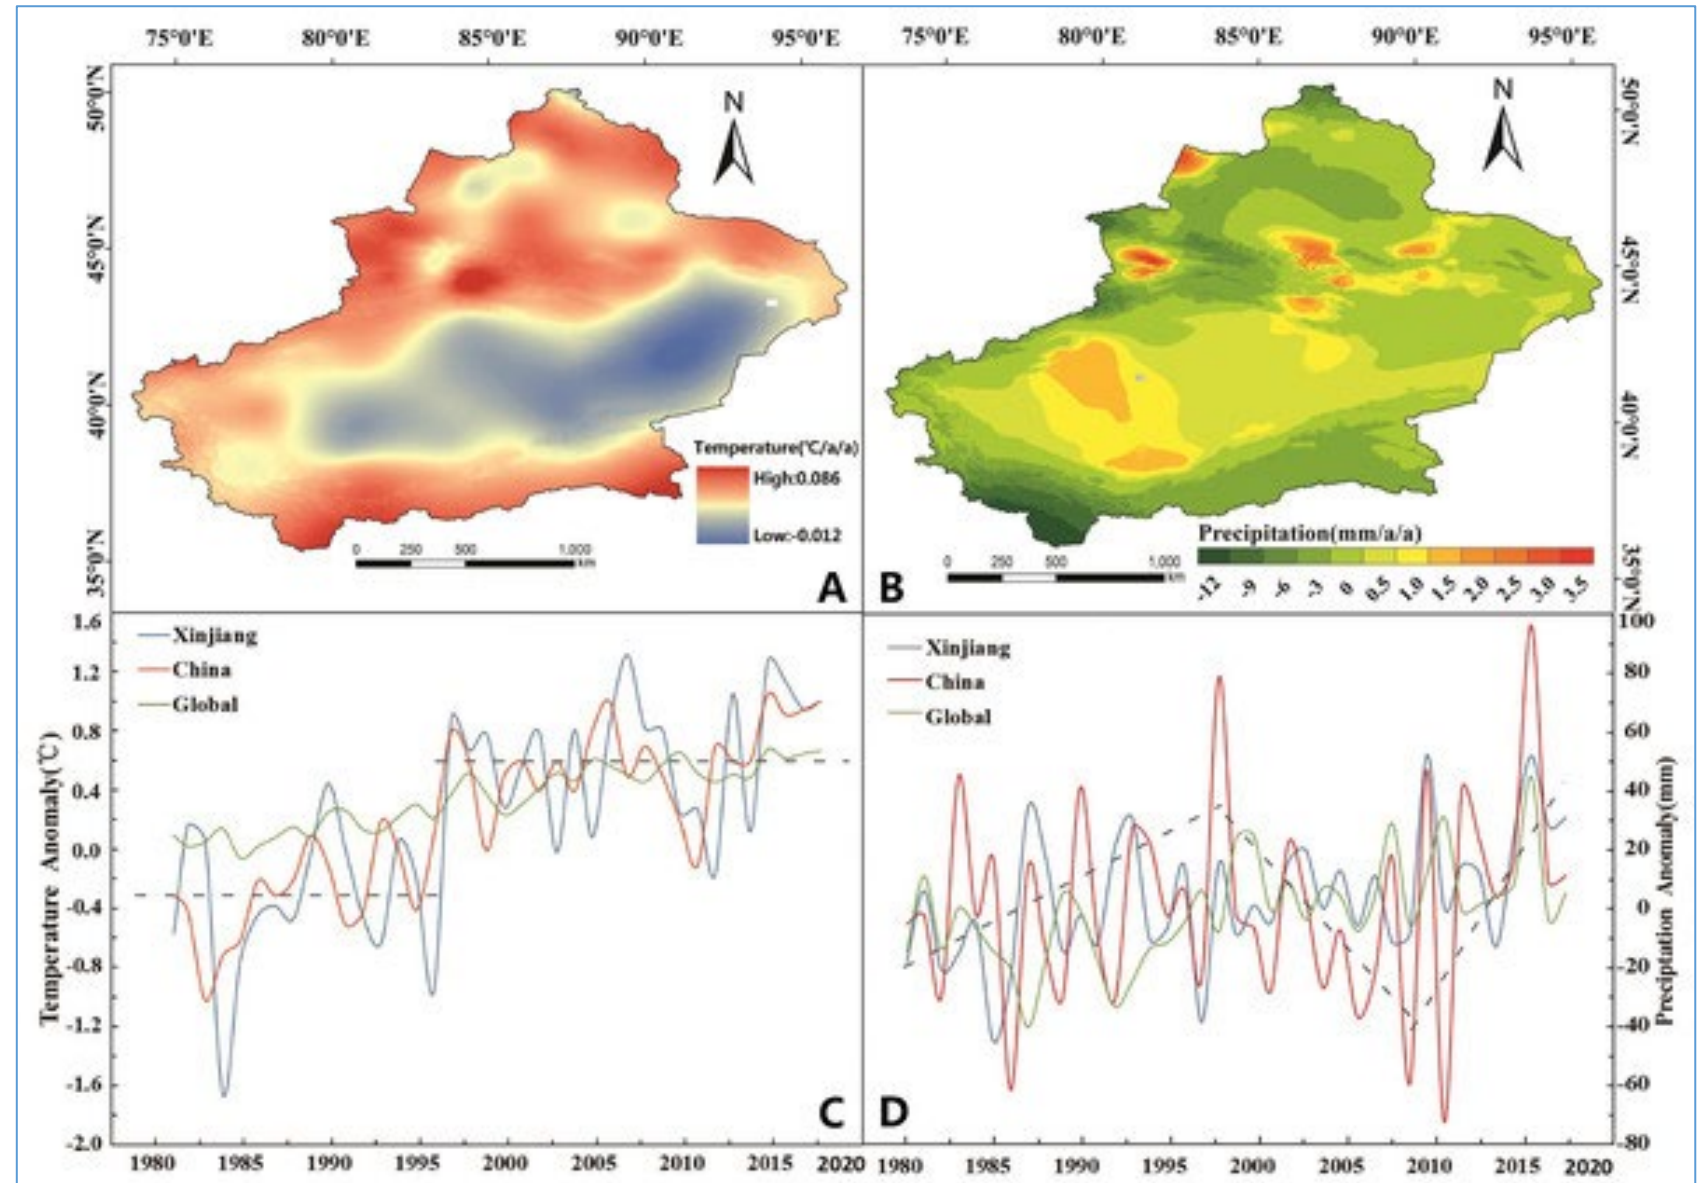 75°0'E 80°0'E 85°0'E 90°0'E 95°0'E 75°0'E 80°0'E 85°0'E 90°0'E 95°0'E
50°0'N
45°0'N
40°0'N
35°0'N
N
Temperature(℃/a/a)
High:0.086
Low:-0.012
0 250 500 1,000
km
A
N
50°0'N
45°0'N
40°0'N
35°0'N
Precipitation(mm/a/a)
-12 -9 -6 -3 0 0.5 1.0 1.5 2.0 2.5 3.0 3.5
0 250 500 1,000
km
B
Temperature Anomaly(℃)
1.6
1.2
0.8
0.4
0.0
-0.4
-0.8
-1.2
-1.6
-2.0
Xinjiang
China
Global
C
1980 1985 1990 1995 2000 2005 2010 2015 2020
Xinjiang
China
Global
D
100
80
60
40
20
0
-20
-40
-60
-80
Preciptation Anomaly(mm)
1980 1985 1990 1995 2000 2005 2010 2015 2020